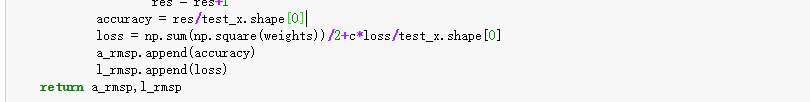 res = res+1
accuracy = res/test_x.shape[0]
loss = np.sum(np.square(weights))/2+c*loss/test_x.shape[0]
a_rmsp.append(accuracy)
l_rmsp.append(loss)
return a_rmsp,l_rmsp